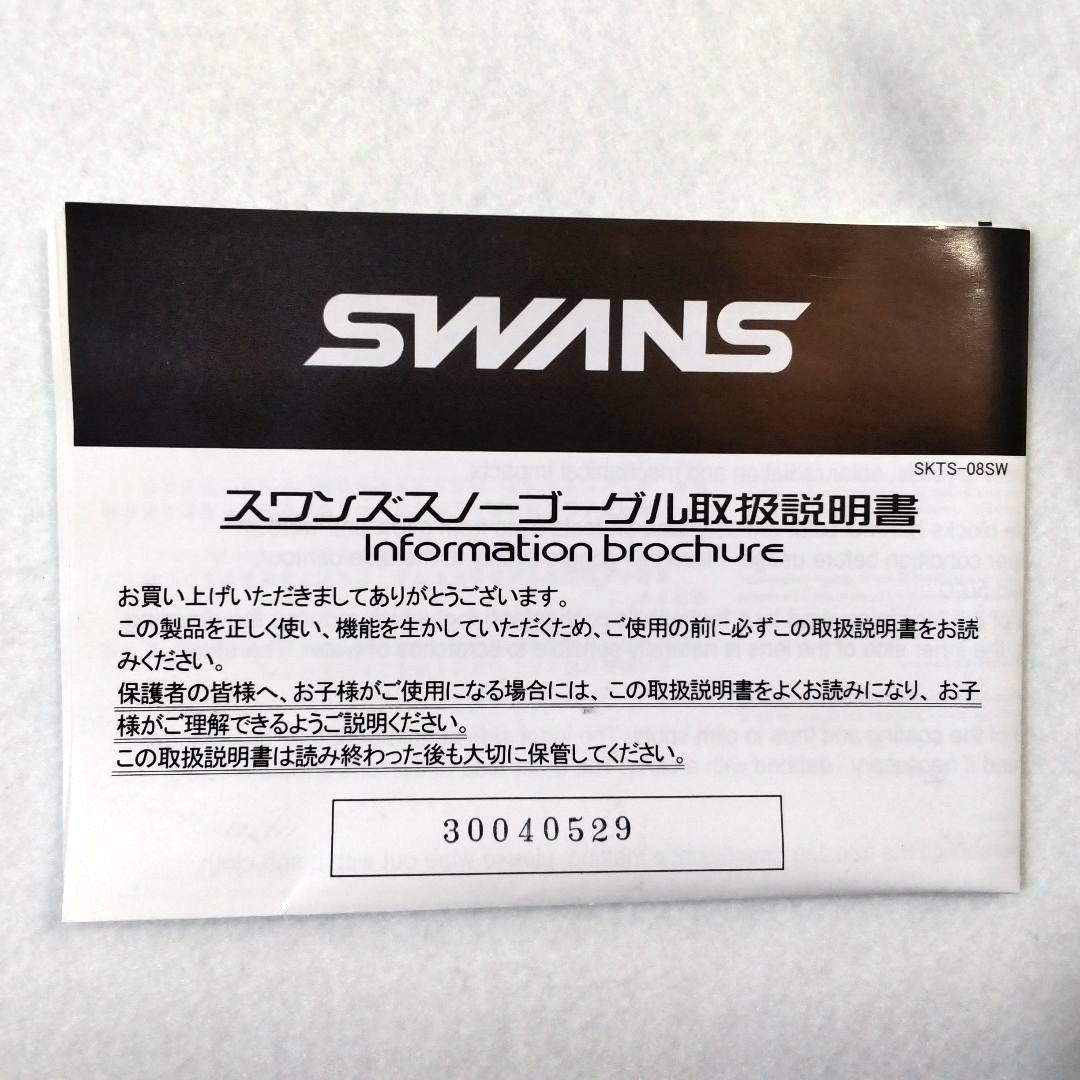 SWANS
SKTS-08SW
スワンズスノーゴーグル取扱説明書
Information brochure
お買い上げいただきましてありがとうございます。
この製品を正しく使い、機能を生かしていただくため、ご使用の前に必ずこの取扱説明書をお読
みください。
保護者の皆様へ、お子様がご使用になる場合には、この取扱説明書をよくお読みになり、お子
様がご理解できるようご説明ください。
この取扱説明書は読み終わった後も大切に保管してください。
30040529